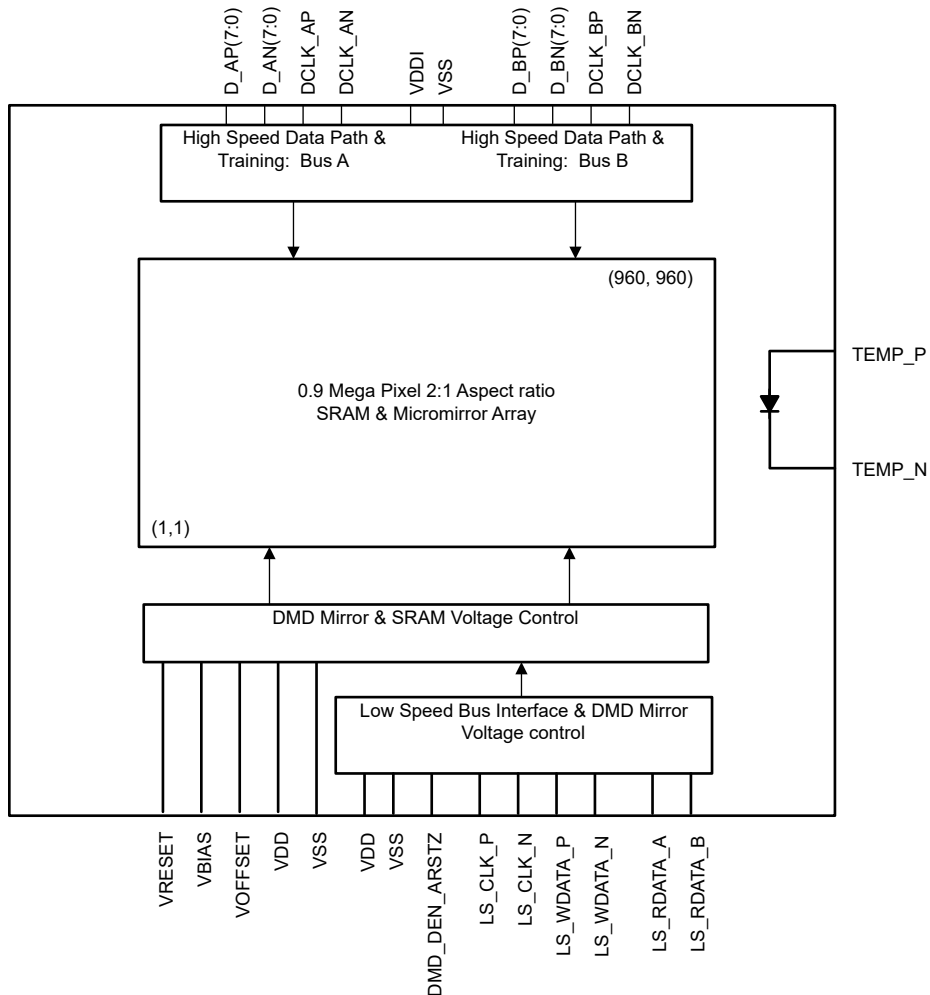 D_AP(7:0)
D_AN(7:0)
DCLK_AP
DCLK_AN
VDDI
VSS
D_BP(7:0)
D_BN(7:0)
DCLK_BP
DCLK_BN
High Speed Data Path &
Training: Bus A
High Speed Data Path &
Training: Bus B
(960, 960)
0.9 Mega Pixel 2:1 Aspect ratio
SRAM & Micromirror Array
(1,1)
TEMP_P
TEMP_N
DMD Mirror & SRAM Voltage Control
Low Speed Bus Interface & DMD Mirror
Voltage control
VRESET
VBIAS
VOFFSET
VDD
VSS
VDD
VSS
DMD_DEN_ARSTZ
LS_CLK_P
LS_CLK_N
LS_WDATA_P
LS_WDATA_N
LS_RDATA_A
LS_RDATA_B